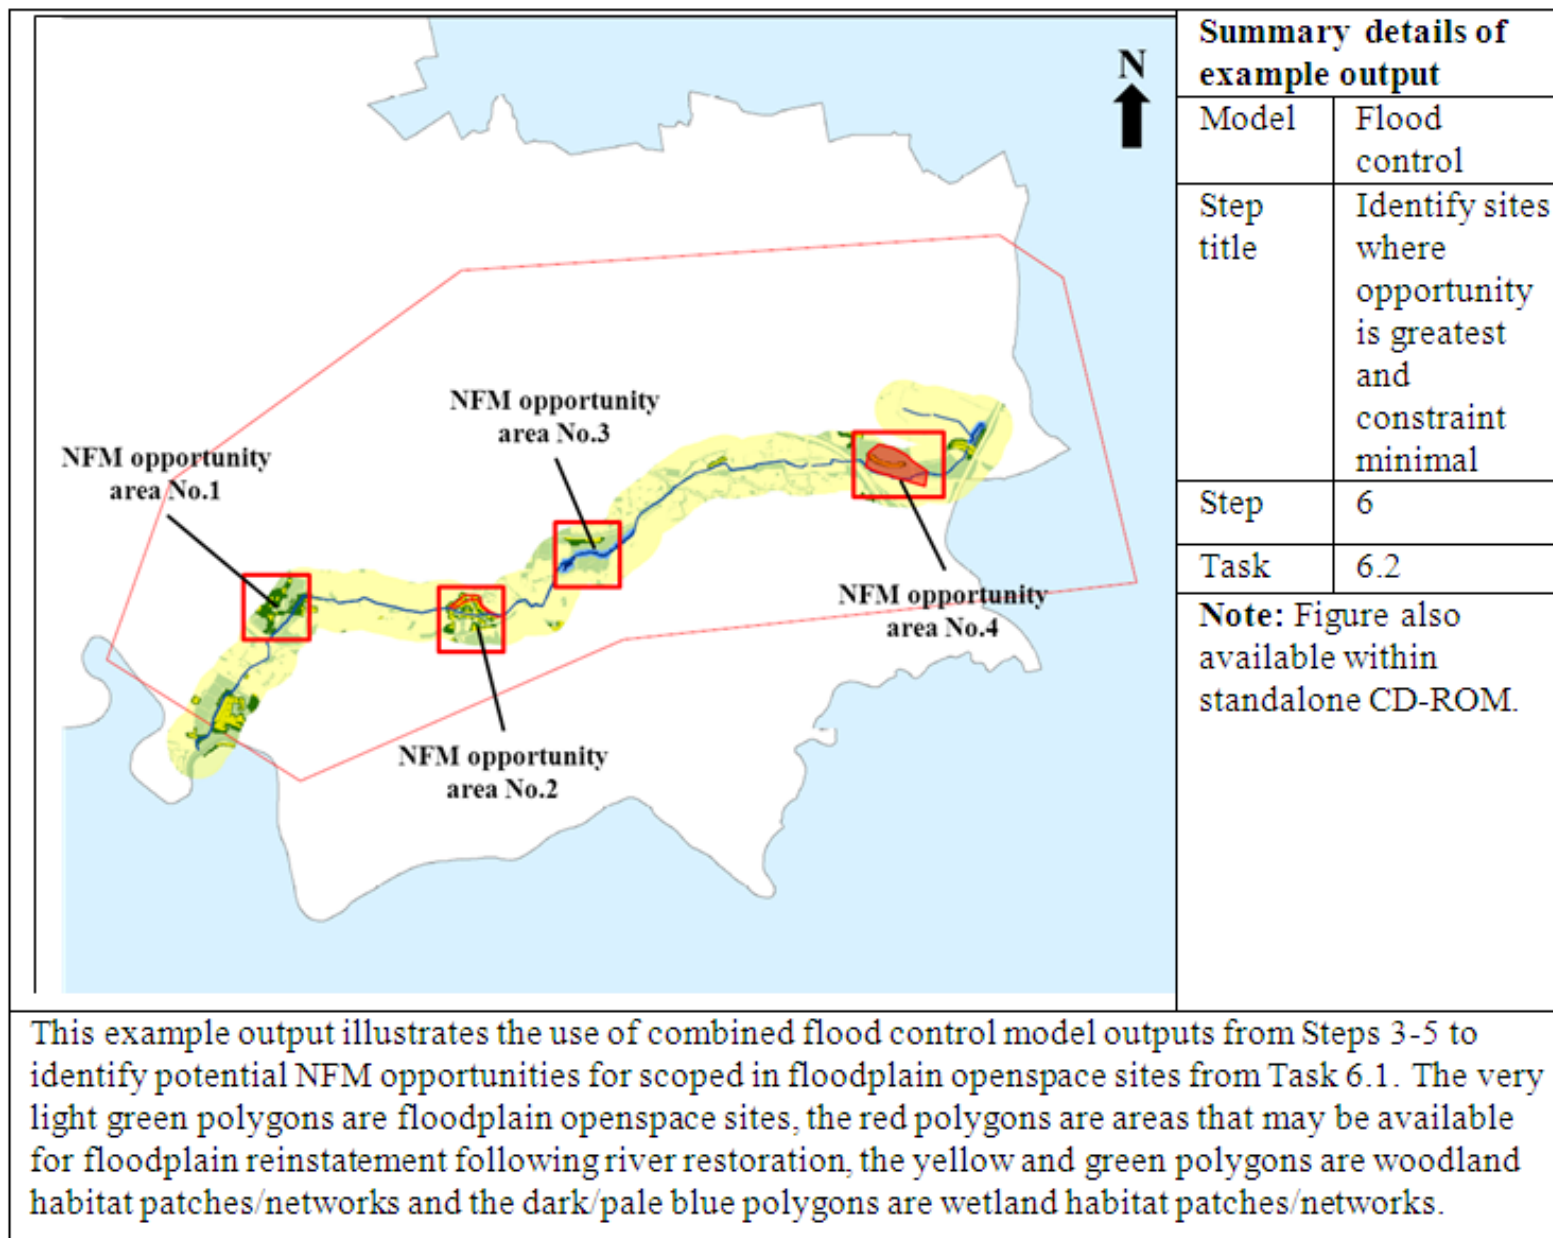 N
NFM opportunity
area No.3
NFM opportunity
area No.1
NFM opportunity
area No.4
NFM opportunity
area No.2
Summary details of
example output
Model
Flood
control
Step
title
Identify sites
where
opportunity
is greatest
and
constraint
minimal
Step
6
Task
6.2
Note: Figure also
available within
standalone CD-ROM.
This example output illustrates the use of combined flood control model outputs from Steps 3-5 to
identify potential NFM opportunities for scoped in floodplain openspace sites from Task 6.1. The very
light green polygons are floodplain openspace sites, the red polygons are areas that may be available
for floodplain reinstatement following river restoration, the yellow and green polygons are woodland
habitat patches/networks and the dark/pale blue polygons are wetland habitat patches/networks.